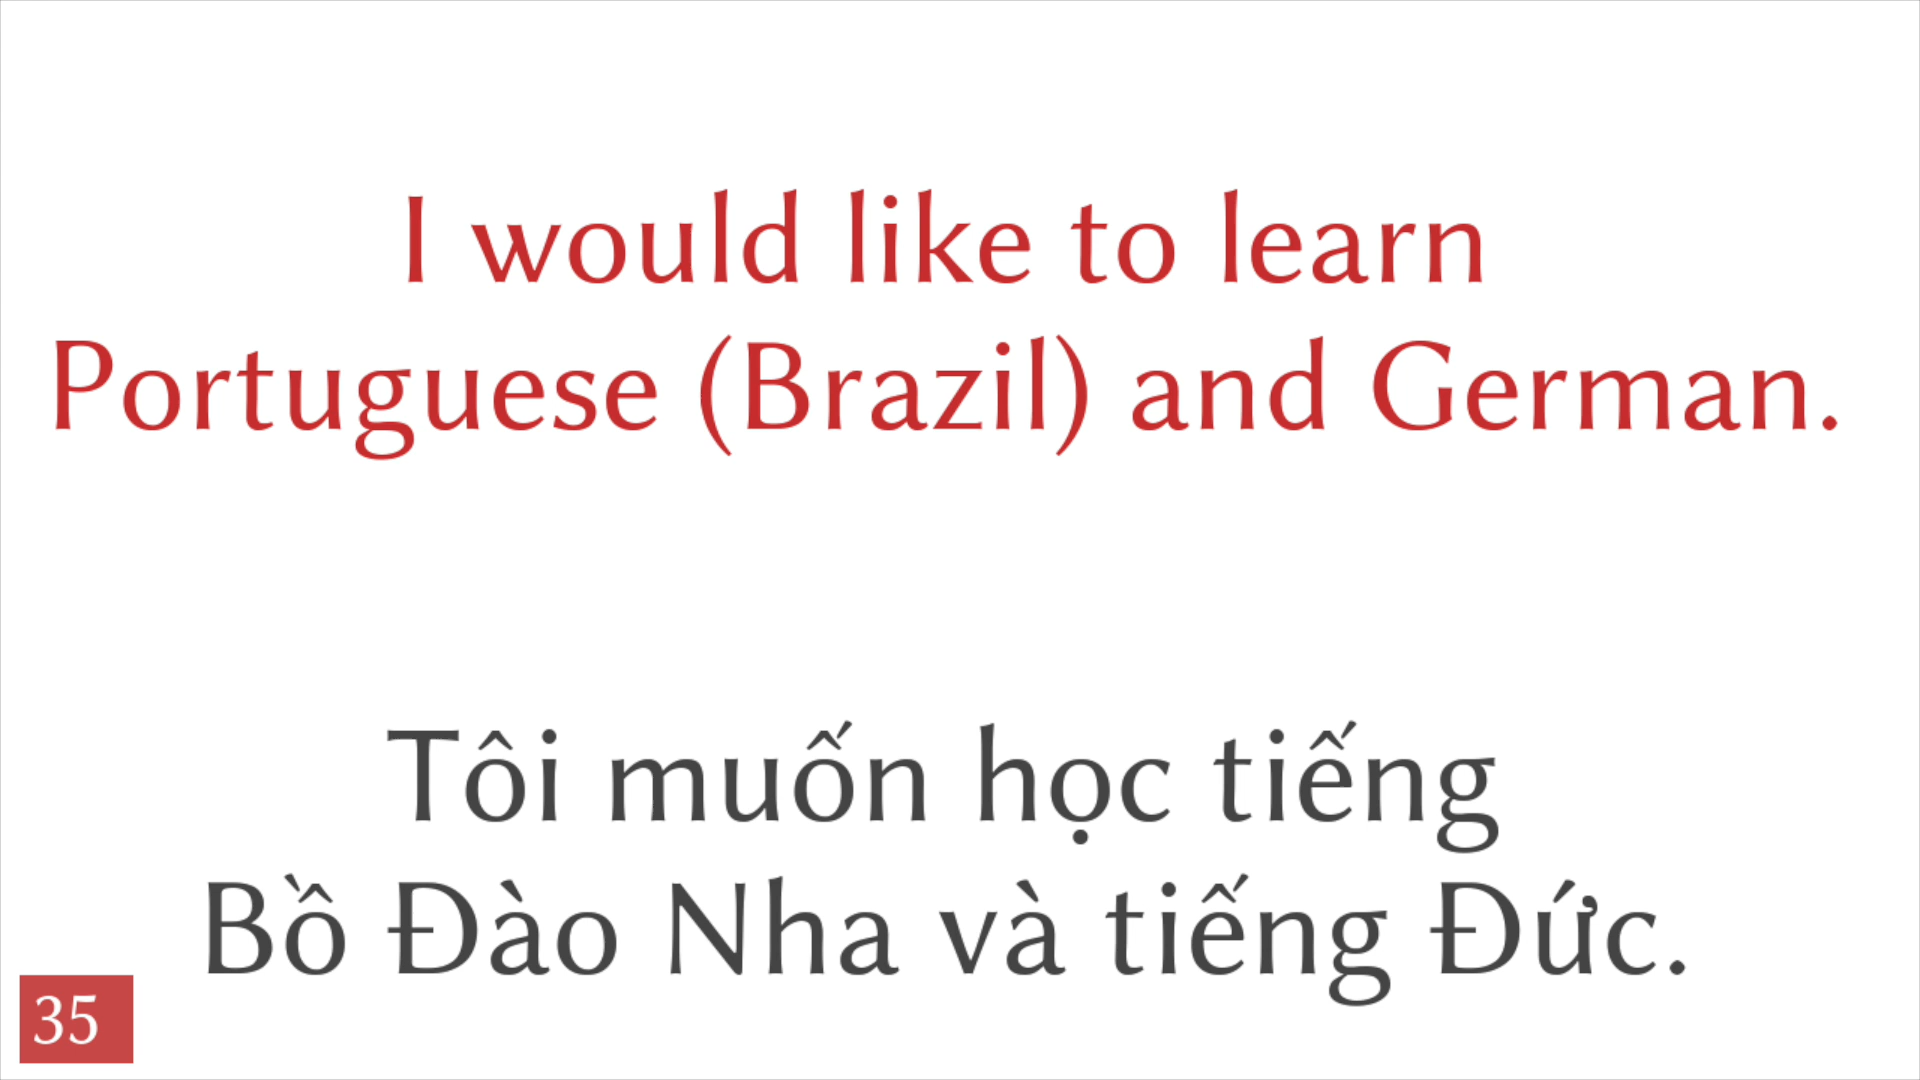 I would like to learn
Portuguese (Brazil) and German.
Tôi muốn học tiếng
Bồ Đào Nha và tiếng Đức.
35